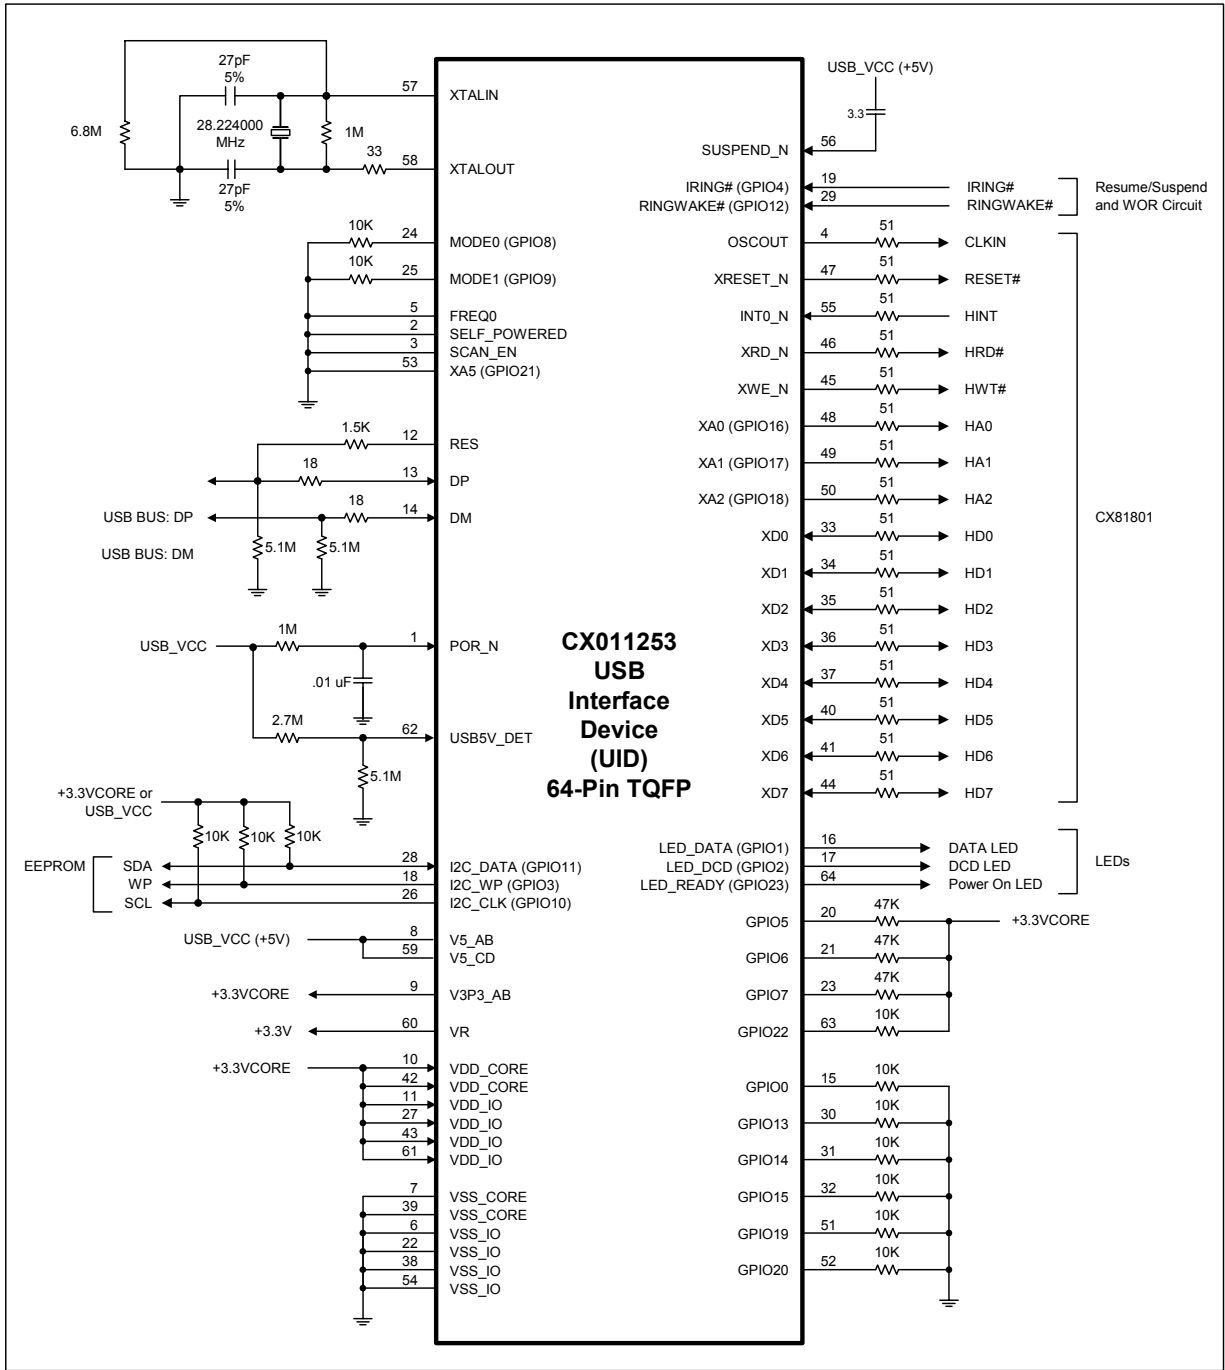 27pF
5%
57
XTALIN
6.8M
28.224000
MHz
1M
33
58
XTALOUT
27pF
5%
10K
24
MODE0 (GPIO8)
10K
25
MODE1 (GPIO9)
5
FREQ0
2
SELF_POWERED
3
SCAN_EN
53
XA5 (GPIO21)
1.5K
12
RES
18
13
DP
18
USB BUS: DP
14
DM
USB BUS: DM
5.1M
5.1M
1M
USB_VCC
1
POR_N
.01 uF
2.7M
62
USB5V_DET
5.1M
+3.3VCORE or
USB_VCC
10K
10K
10K
EEPROM
SDA
28
I2C_DATA (GPIO11)
WP
18
I2C_WP (GPIO3)
SCL
26
I2C_CLK (GPIO10)
USB_VCC (+5V)
8
V5_AB
59
V5_CD
+3.3VCORE
9
V3P3_AB
+3.3V
60
VR
+3.3VCORE
10
VDD_CORE
42
VDD_CORE
11
VDD_IO
27
VDD_IO
43
VDD_IO
61
VDD_IO
7
VSS_CORE
39
VSS_CORE
6
VSS_IO
22
VSS_IO
38
VSS_IO
54
VSS_IO
CX011253
USB
Interface
Device
(UID)
64-Pin TQFP
USB_VCC (+5V)
3.3
SUSPEND_N
56
IRING# (GPIO4)
19
IRING#
RINGWAKE# (GPIO12)
29
RINGWAKE#
Resume/Suspend
and WOR Circuit
OSCOUT
4
51
CLKIN
XRESET_N
47
51
RESET#
INT0_N
55
51
HINT
XRD_N
46
51
HRD#
XWE_N
45
51
HWT#
XA0 (GPIO16)
48
51
HA0
XA1 (GPIO17)
49
51
HA1
XA2 (GPIO18)
50
51
HA2
XD0
33
51
HD0
XD1
34
51
HD1
XD2
35
51
HD2
XD3
36
51
HD3
XD4
37
51
HD4
XD5
40
51
HD5
XD6
41
51
HD6
XD7
44
51
HD7
CX81801
LED_DATA (GPIO1)
16
DATA LED
LED_DCD (GPIO2)
17
DCD LED
LED_READY (GPIO23)
64
Power On LED
LEDs
GPIO5
20
47K
+3.3VCORE
GPIO6
21
47K
GPIO7
23
47K
GPIO22
63
10K
GPIO0
15
10K
GPIO13
30
10K
GPIO14
31
10K
GPIO15
32
10K
GPIO19
51
10K
GPIO20
52
10K